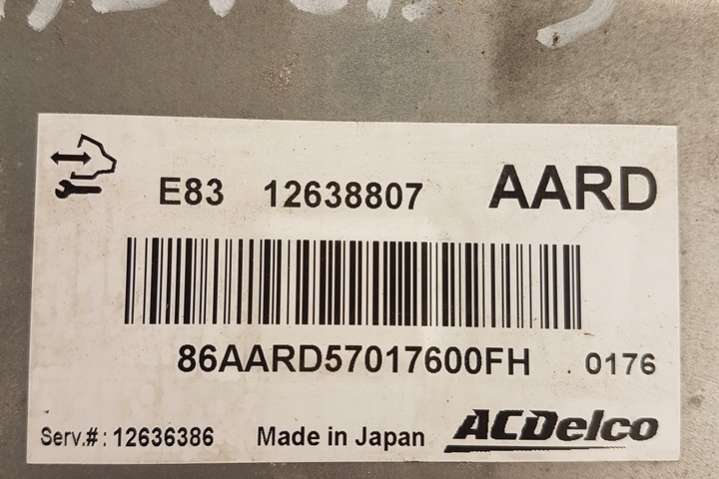 E83 12638807 AARD
86AARD57017600FH 0176
Serv.#: 12636386 Made in Japan ACDelco